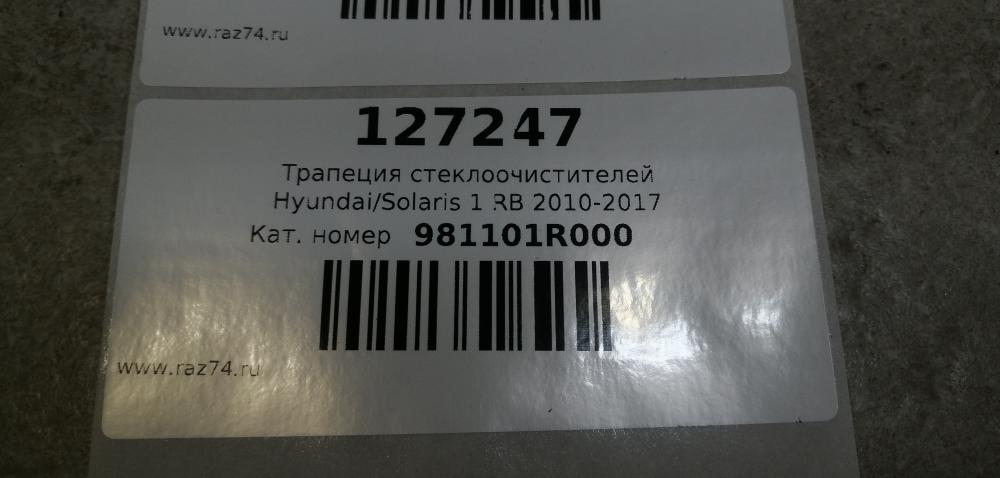 www.raz74.ru
127247
Трапеция стеклоочистителей
Hyundai/Solaris 1 RB 2010-2017
Кат. номер 981101R000
www.raz74.ru